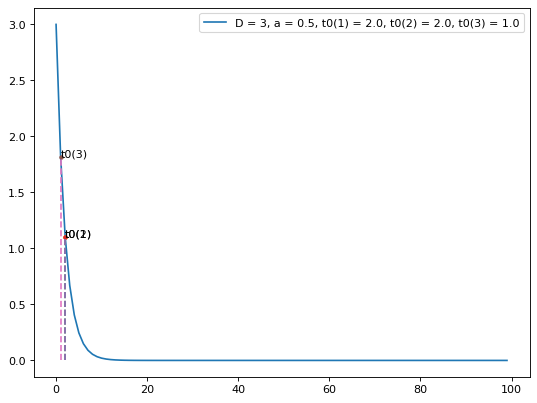 D = 3, a = 0.5, t0(1) = 2.0, t0(2) = 2.0, t0(3) = 1.0
3.0
2.5
2.0
t0(3)
1.5
1.0
0.5
0.0
0 20 40 60 80 100